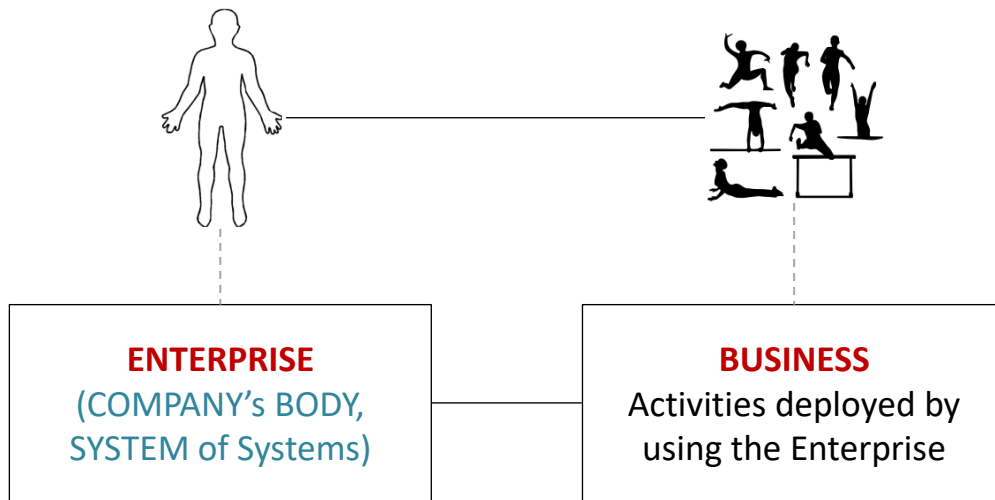 ENTERPRISE
(COMPANY’s BODY,
SYSTEM of Systems)
BUSINESS
Activities deployed by
using the Enterprise